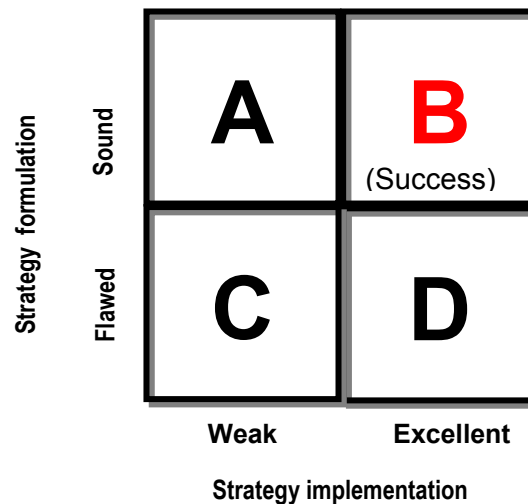 Strategy formulation
Sound
A
B
(Success)
Flawed
C
D
Weak
Excellent
Strategy implementation